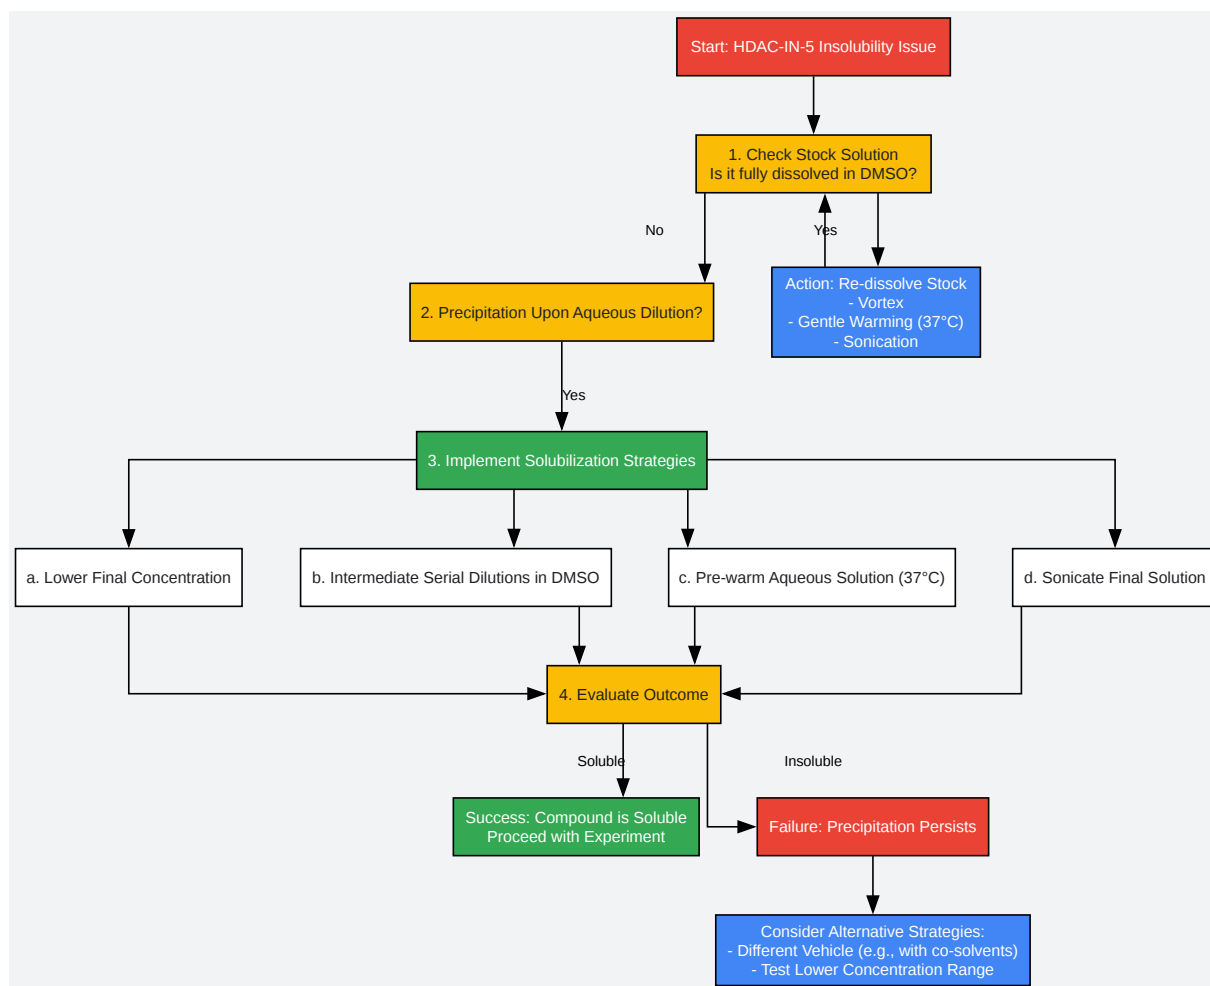 Start: HDAC-IN-5 Insolubility Issue
1. Check Stock Solution
Is it fully dissolved in DMSO?
No
Yes
Action: Re-dissolve Stock
- Vortex
- Gentle Warming (37°C)
- Sonication
2. Precipitation Upon Aqueous Dilution?
Yes
3. Implement Solubilization Strategies
a. Lower Final Concentration
b. Intermediate Serial Dilutions in DMSO
c. Pre-warm Aqueous Solution (37°C)
d. Sonicate Final Solution
4. Evaluate Outcome
Soluble
Insoluble
Success: Compound is Soluble
Proceed with Experiment
Failure: Precipitation Persists
Consider Alternative Strategies:
- Different Vehicle (e.g., with co-solvents)
- Test Lower Concentration Range